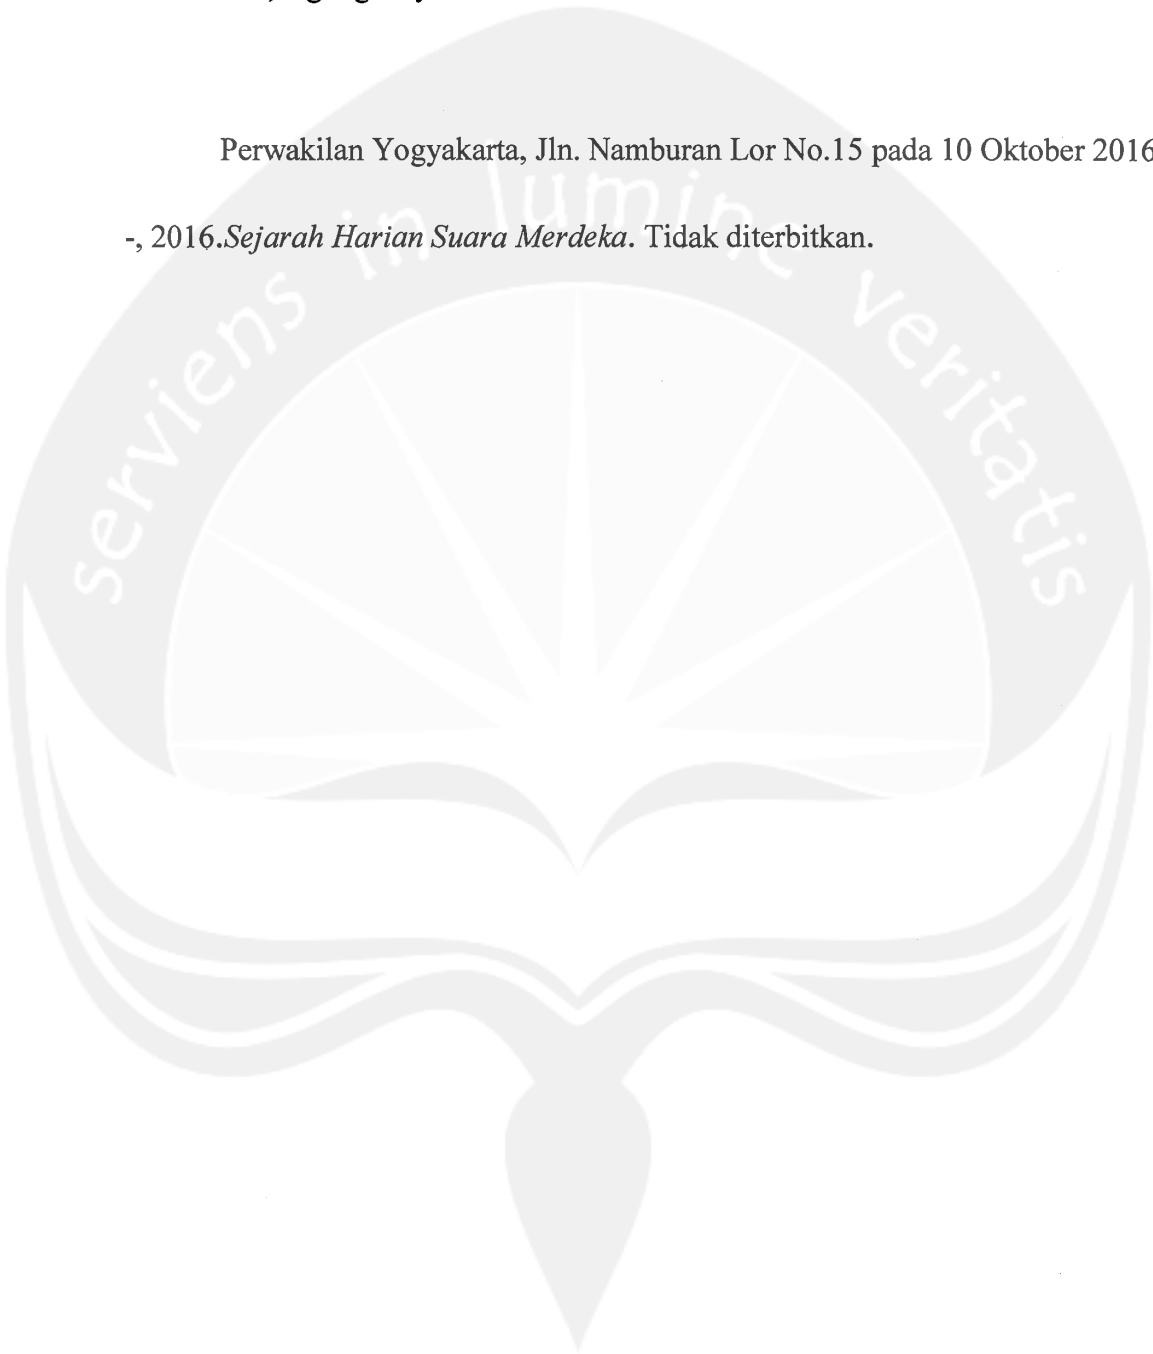 Perwakilan Yogyakarta, Jln. Namburan Lor No.15 pada 10 Oktober 2016
-, 2016.Sejarah Harian Suara Merdeka. Tidak diterbitkan.
serviens in lumine veritatis